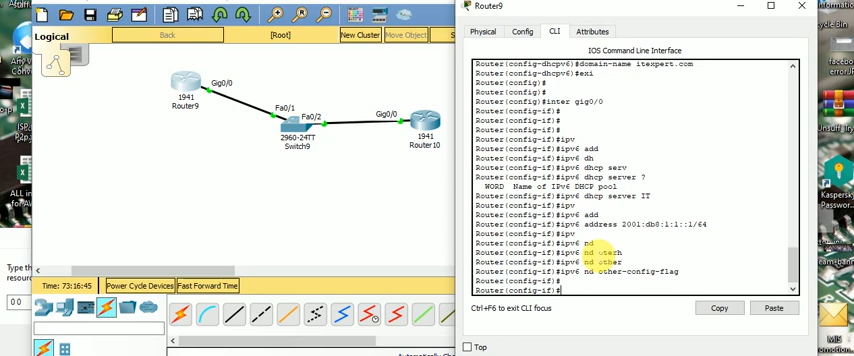 Logical
Back
[Root]
New Cluster
Move Object
Gig0/0
1941
Router9
Fa0/1
Fa0/2
2960-24TT
Switch9
Gig0/0
1941
Router10
Time: 73:16:45
Power Cycle Devices
Fast Forward Time
Router9
Physical
Config
CLI
Attributes
IOS Command Line Interface
Router(config-dhcpv6)#domain-name itexpert.com
Router(config-dhcpv6)#exi
Router(config)#
Router(config)#
Router(config)#inter gig0/0
Router(config-if)#
Router(config-if)#
Router(config-if)#
Router(config-if)#ipv
Router(config-if)#ipv6 add
Router(config-if)#ipv6 dh
Router(config-if)#ipv6 dhcp serv
Router(config-if)#ipv6 dhcp server ?
WORD Name of IPv6 DHCP pool
Router(config-if)#ipv6 dhcp server IT
Router(config-if)#ipv
Router(config-if)#ipv6 add
Router(config-if)#ipv6 address 2001:db8:1:1::1/64
Router(config-if)#ipv
Router(config-if)#ipv6 nd
Router(config-if)#ipv6 nd oterh
Router(config-if)#ipv6 nd other
Router(config-if)#ipv6 nd other-config-flag
Router(config-if)#
Router(config-if)#
Ctrl+F6 to exit CLI focus
Copy
Paste
Top
Type th
resourc
0 0
ALL in
Kaspersky